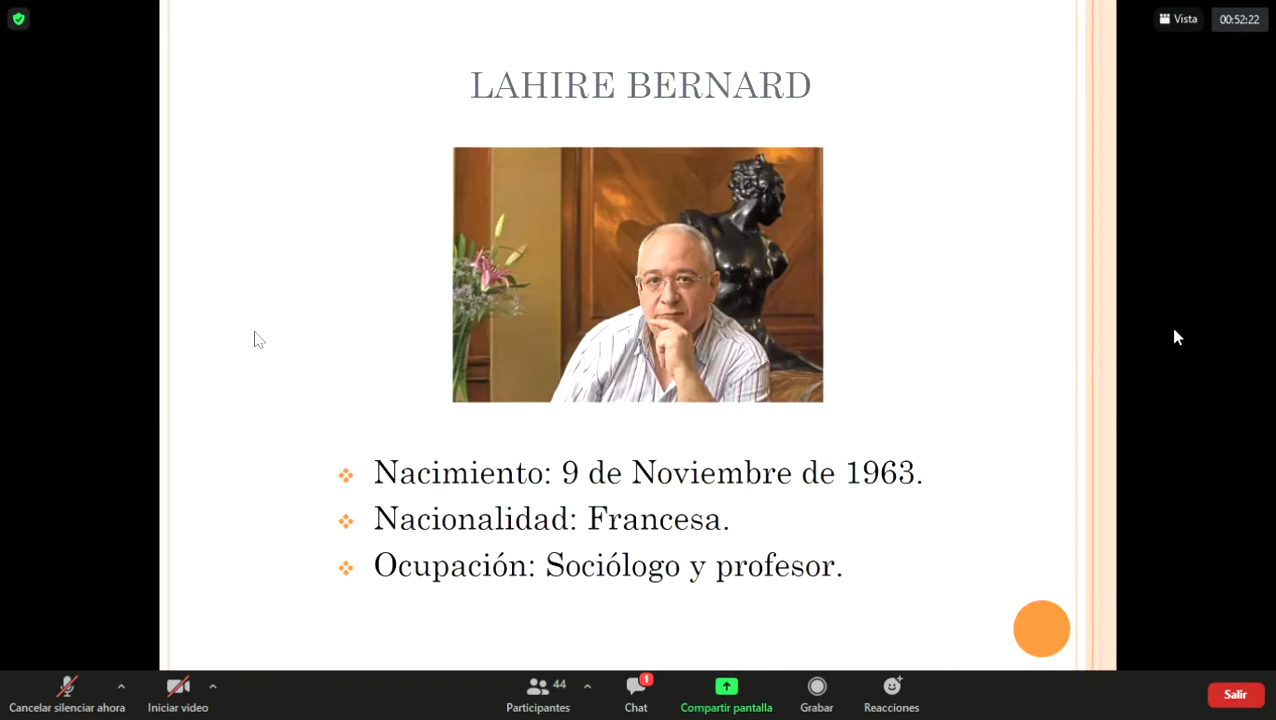 Vista
00:52:22
LAHIRE BERNARD
Nacimiento: 9 de Noviembre de 1963.
Nacionalidad: Francesa.
Ocupación: Sociólogo y profesor.
44
1
Cancelar silenciar ahora
Iniciar video
Participantes
Chat
Compartir pantalla
Grabar
Reacciones
Salir